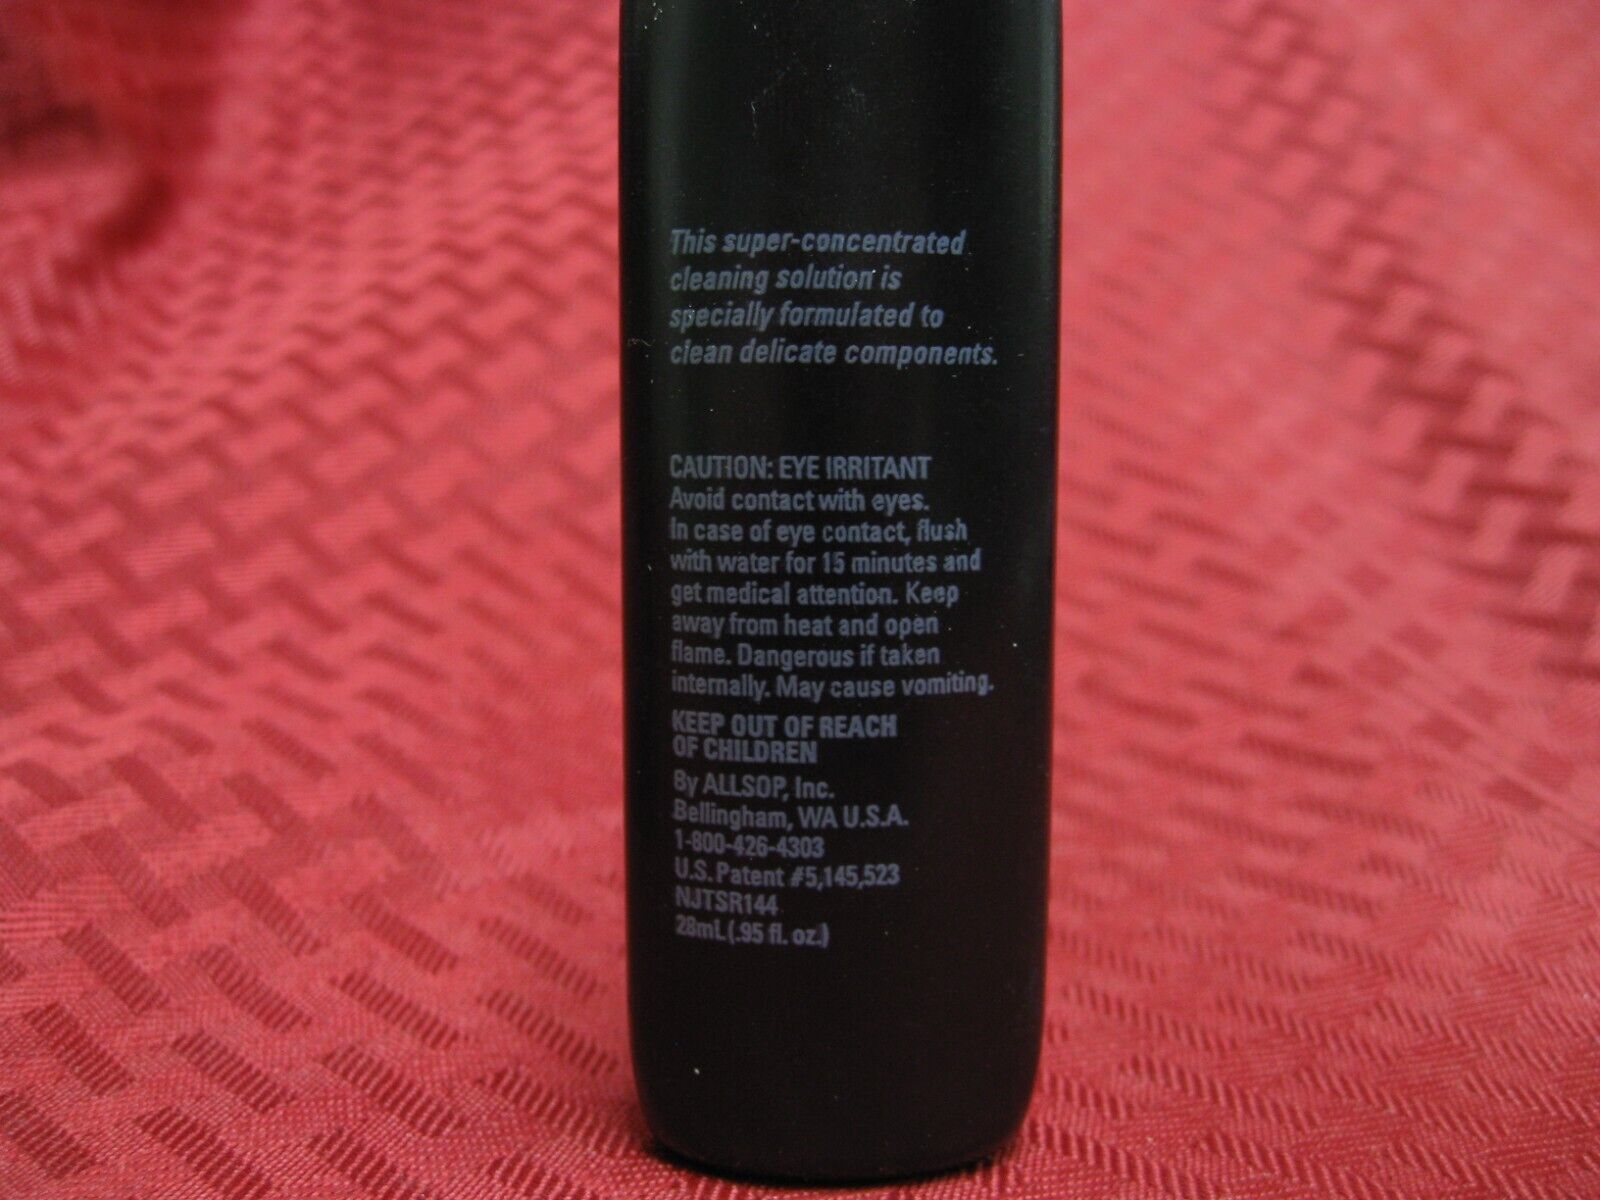 This super-concentrated
cleaning solution is
specially formulated to
clean delicate components.
CAUTION: EYE IRRITANT
Avoid contact with eyes.
In case of eye contact, flush
with water for 15 minutes and
get medical attention. Keep
away from heat and open
flame. Dangerous if taken
internally. May cause vomiting.
KEEP OUT OF REACH
OF CHILDREN
By ALLSOP, Inc.
Bellingham, WA U.S.A.
1-800-426-4303
U.S. Patent #5,145,523
NJTSR144
28mL (.95 fl. oz.)